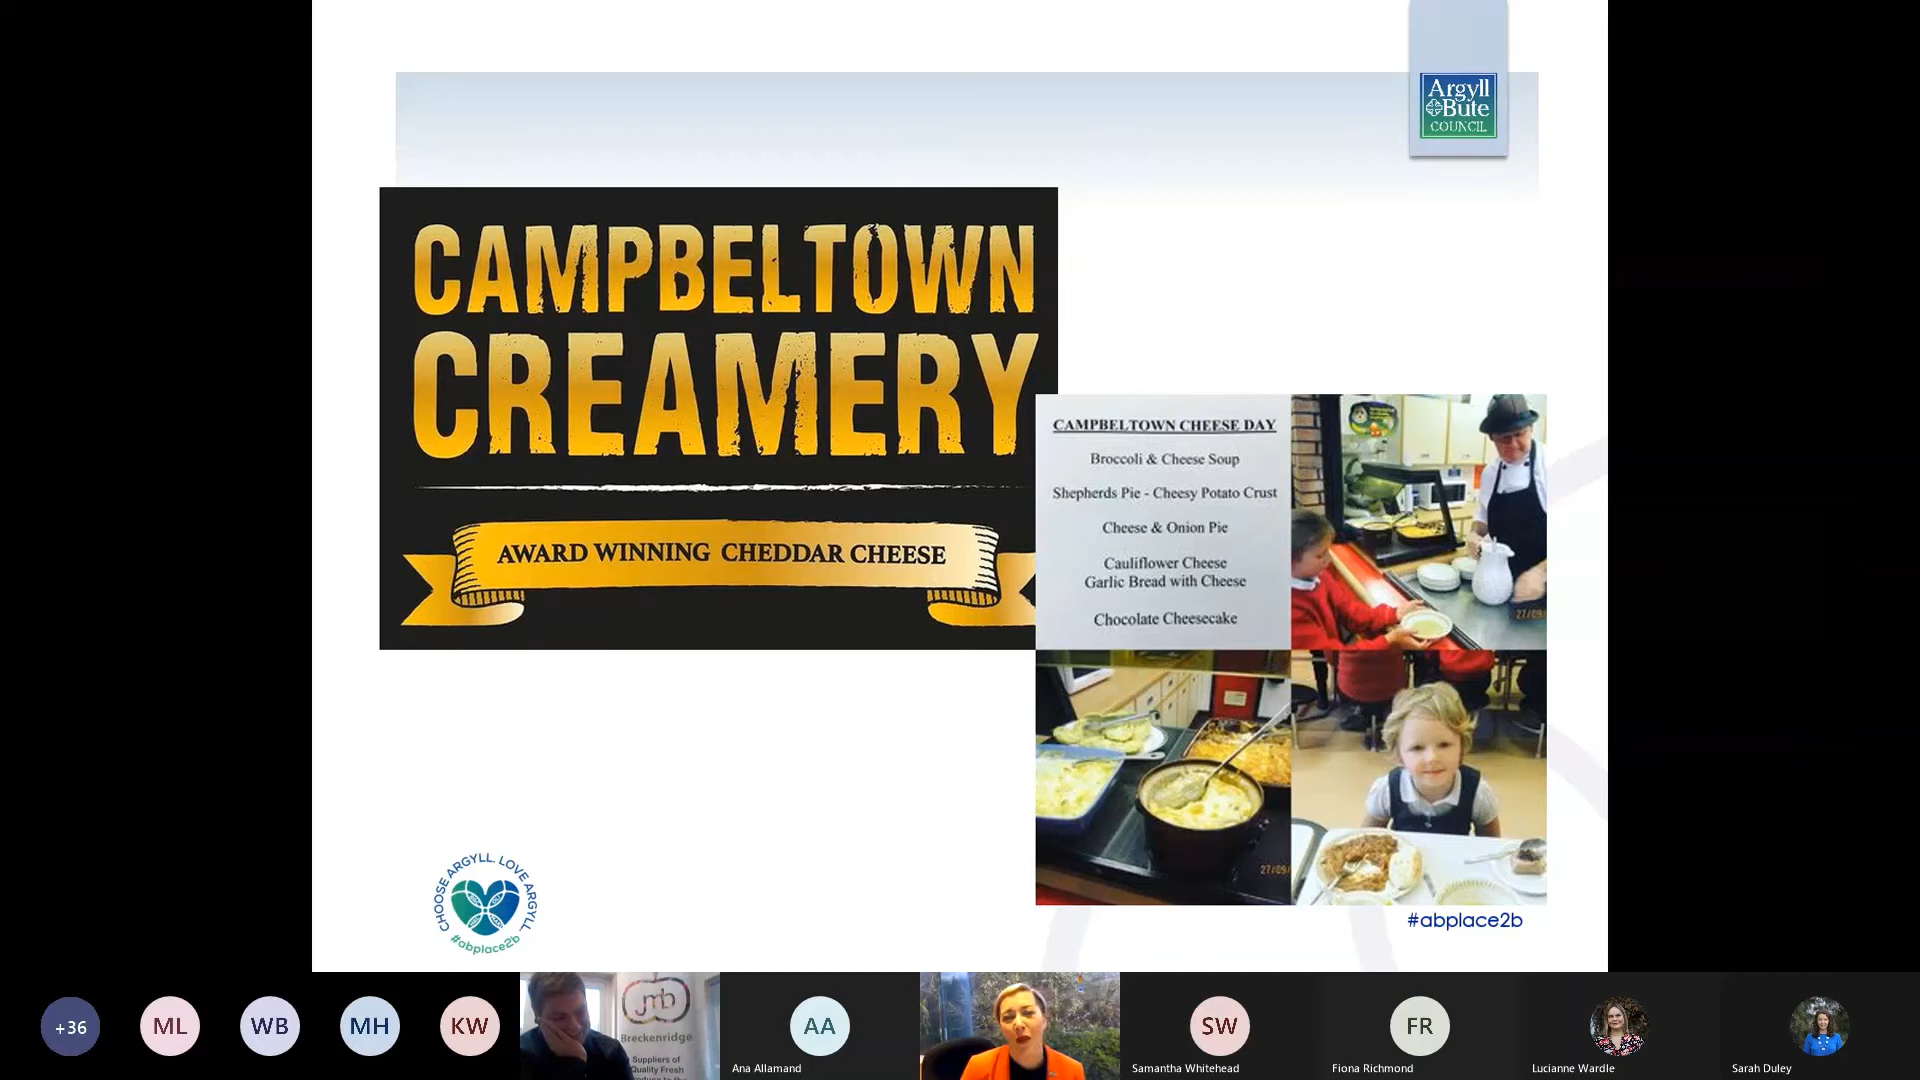 Argyll
Bute
COUNCIL
CAMPBELTOWN
CREAMERY
AWARD WINNING CHEDDAR CHEESE
CAMPBELTOWN CHEESE DAY
Broccoli & Cheese Soup
Shepherds Pie - Cheesy Potato Crust
Cheese & Onion Pie
Cauliflower Cheese
Garlic Bread with Cheese
Chocolate Cheesecake
27/09
27/09
CHOOSE ARGYLL. LOVE ARGYLL.
#abplace2b
#abplace2b
+36
ML
WB
MH
KW
jmb
Breckenridge
Suppliers of
Quality Fresh
AA
Ana Allamand
SW
Samantha Whitehead
FR
Fiona Richmond
Lucianne Wardle
Sarah Duley